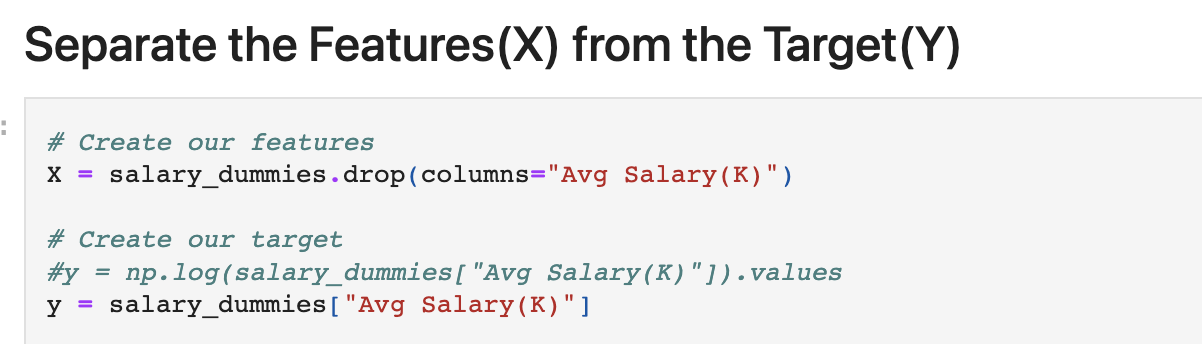 Separate the Features(X) from the Target(Y)
:
# Create our features
X = salary_dummies.drop(columns="Avg Salary(K)")
# Create our target
#y = np.log(salary_dummies["Avg Salary(K)"]).values
y = salary_dummies["Avg Salary(K)"]